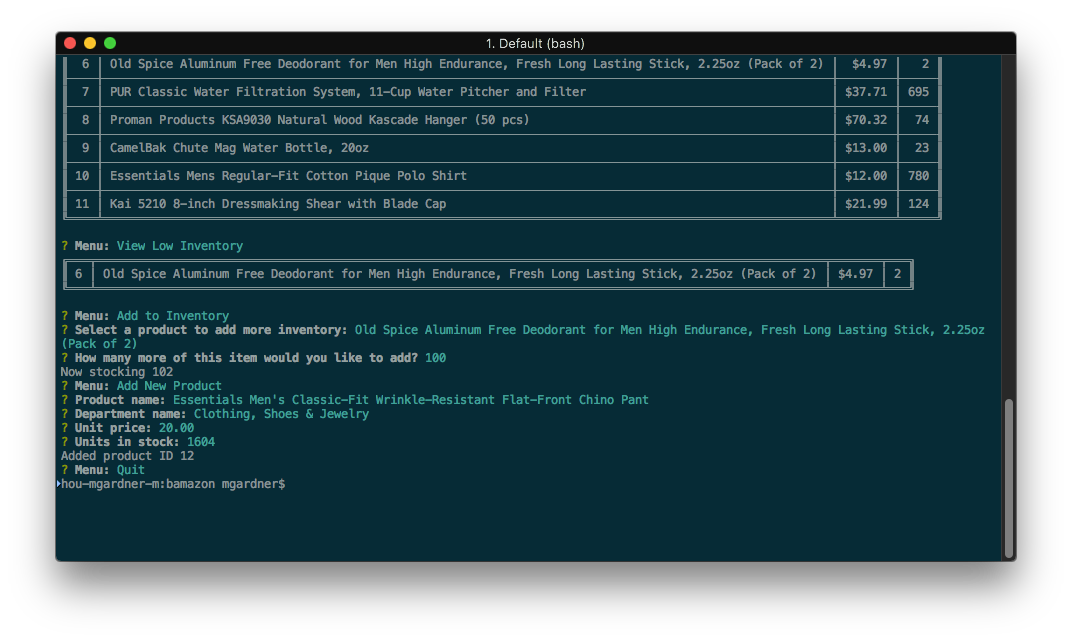 1. Default (bash)
6 Old Spice Aluminum Free Deodorant for Men High Endurance, Fresh Long Lasting Stick, 2.25oz (Pack of 2) $4.97 2
7 PUR Classic Water Filtration System, 11-Cup Water Pitcher and Filter $37.71 695
8 Proman Products KSA9030 Natural Wood Kascade Hanger (50 pcs) $70.32 74
9 CamelBak Chute Mag Water Bottle, 20oz $13.00 23
10 Essentials Mens Regular-Fit Cotton Pique Polo Shirt $12.00 780
11 Kai 5210 8-inch Dressmaking Shear with Blade Cap $21.99 124
? Menu: View Low Inventory
6 Old Spice Aluminum Free Deodorant for Men High Endurance, Fresh Long Lasting Stick, 2.25oz (Pack of 2) $4.97 2
? Menu: Add to Inventory
? Select a product to add more inventory: Old Spice Aluminum Free Deodorant for Men High Endurance, Fresh Long Lasting Stick, 2.25oz
(Pack of 2)
? How many more of this item would you like to add? 100
Now stocking 102
? Menu: Add New Product
? Product name: Essentials Men's Classic-Fit Wrinkle-Resistant Flat-Front Chino Pant
? Department name: Clothing, Shoes & Jewelry
? Unit price: 20.00
? Units in stock: 1604
Added product ID 12
? Menu: Quit
hou-mgardner-m:bamazon mgardner$